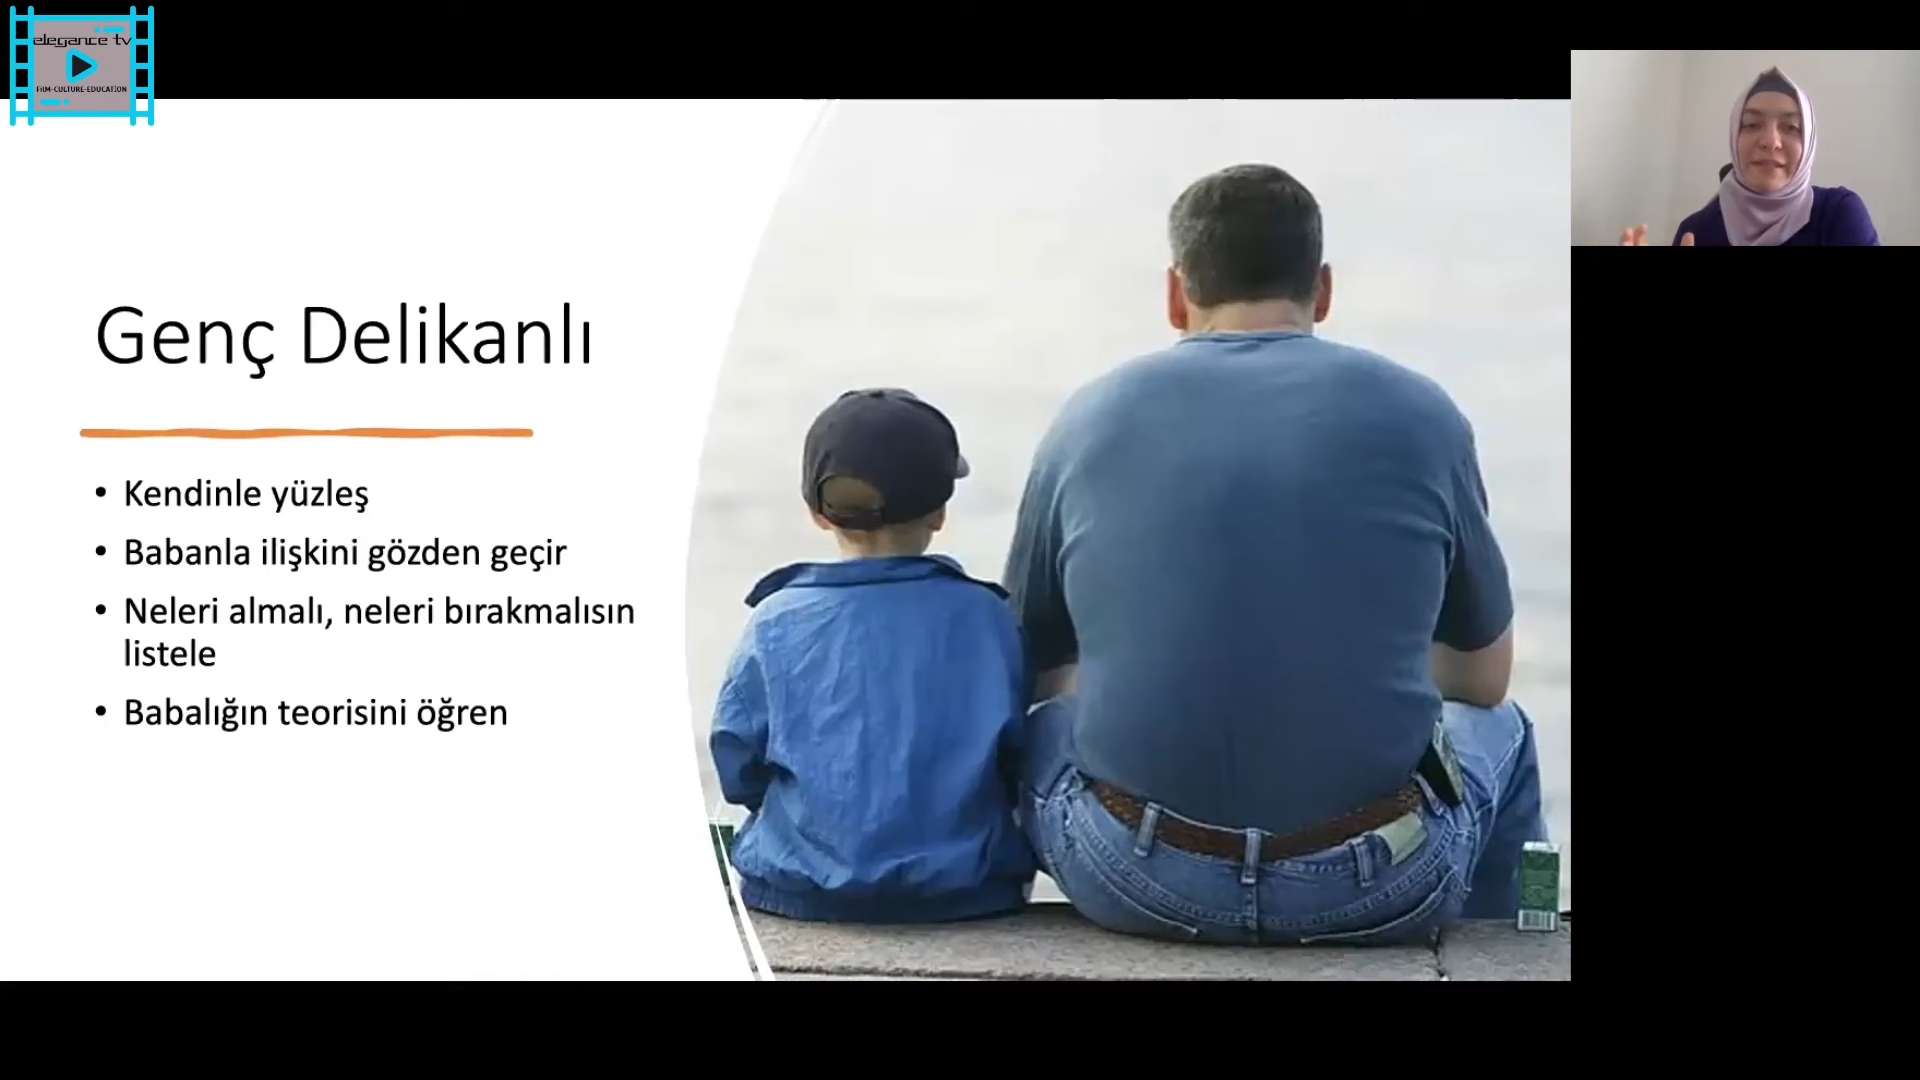 elegance tv
FILM-CULTURE-EDUCATION
Genç Delikanlı
• Kendinle yüzleş
• Babanla ilişkini gözden geçir
• Neleri almalı, neleri bırakmalısın
listele
• Babalığın teorisini öğren